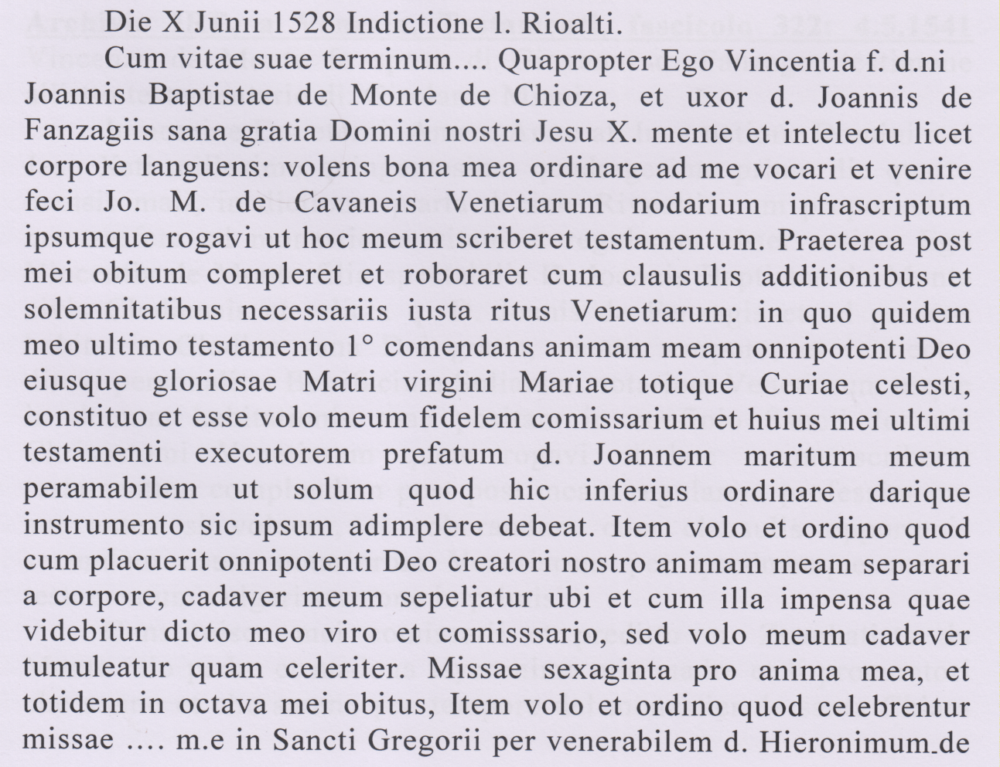 Die X Junii 1528 Indictione l. Rivoalti.
Cum vitae suae terminum.... Quapropter Ego Vincentia f. d.ni
Joannis Baptistae de Monte de Chioza, et uxor d. Joannis de
Fanzagiis sana gratia Domini nostri Jesu X. mente et intelectu licet
corpore languens: volens bona mea ordinare ad me vocari et venire
feci Jo. M. de Cavaneis Venetiarum nodarium infrascriptum
ipsumque rogavi ut hoc meum scriberet testamentum. Praeterea post
mei obitum compleret et roboraret cum clausulis additionibus et
solemnitatibus necessariis justa ritus Venetiarum: in quo quidem
meo ultimo testamento 1° comendans animam meam onnipotenti Deo
eiusque gloriosae Matri Virgini Mariae totique Curiae celesti,
constituo et esse volo meum fidelem comissarium et huius mei ultimi
testamenti executorem prefatum d. Joannem maritum meum
peramabilem ut solum quod hic inferius ordinare darique
instrumento sic ipsum adimplere debeat. Item volo et ordino quod
cum placuerit onnipotenti Deo creatori nostro animam meam separari
a corpore, cadaver meum sepeliatur ubi et cum illa impensa quae
videbitur dicto meo viro et comisssario, sed volo meum cadaver
tumuleatur quam celeriter. Missae sexaginta pro anima mea, et
totidem in octava mei obitus, Item volo et ordino quod celebrentur
missae .... m.e in Sancti Gregorii per venerabilem d. Hieronimum de